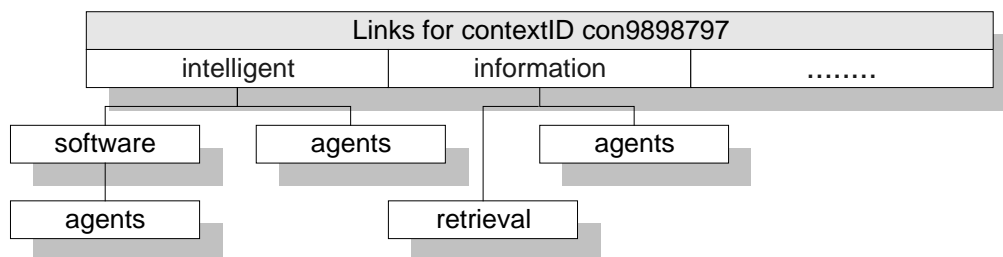 Links for contextID con9898797
intelligent information ........
software agents agents
agents retrieval